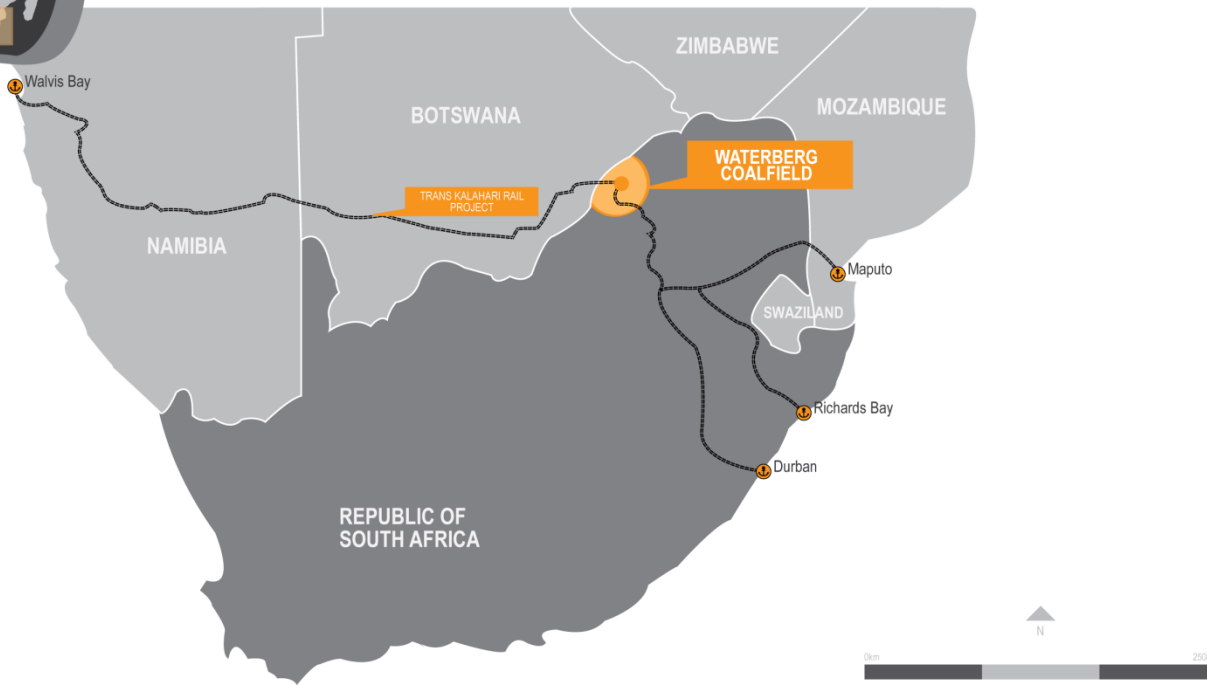 ZIMBABWE
Walvis Bay
MOZAMBIQUE
BOTSWANA
WATERBERG
COALFIELD
TRANS KALAHARI RAIL
PROJECT
NAMIBIA
Maputo
SWAZILAND
Richards Bay
Durban
REPUBLIC OF
SOUTH AFRICA
N
0km
250